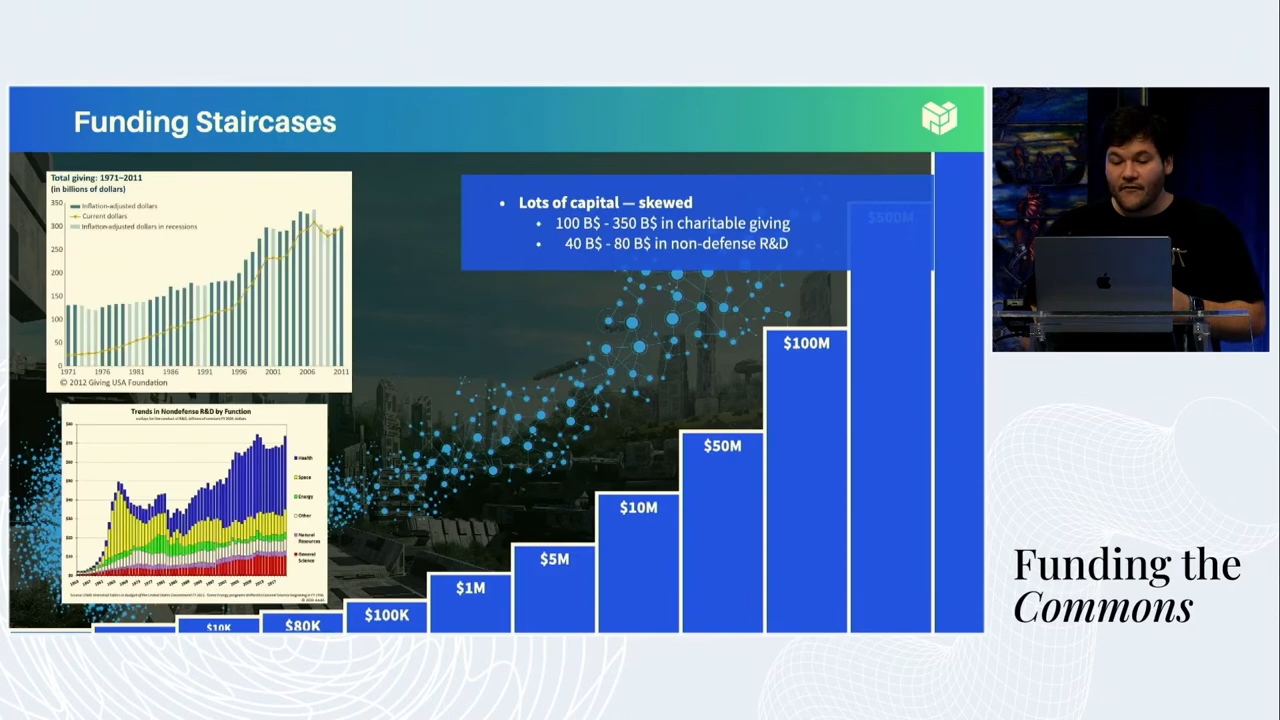 Funding Staircases
Total giving: 1971–2011
(in billions of dollars)
Inflation-adjusted dollars
Current dollars
Inflation-adjusted dollars in recessions
350
300
250
200
150
100
50
0
1971 1976 1981 1986 1991 1996 2001 2006 2011
© 2012 Giving USA Foundation
• Lots of capital — skewed
• 100 B$ - 350 B$ in charitable giving
• 40 B$ - 80 B$ in non-defense R&D
Trends in Nondefense R&D by Function
Health
Space
Energy
Other
Natural
Resources
General
Science
$10K
$80K
$100K
$1M
$5M
$10M
$50M
$100M
$500M
Funding the
Commons